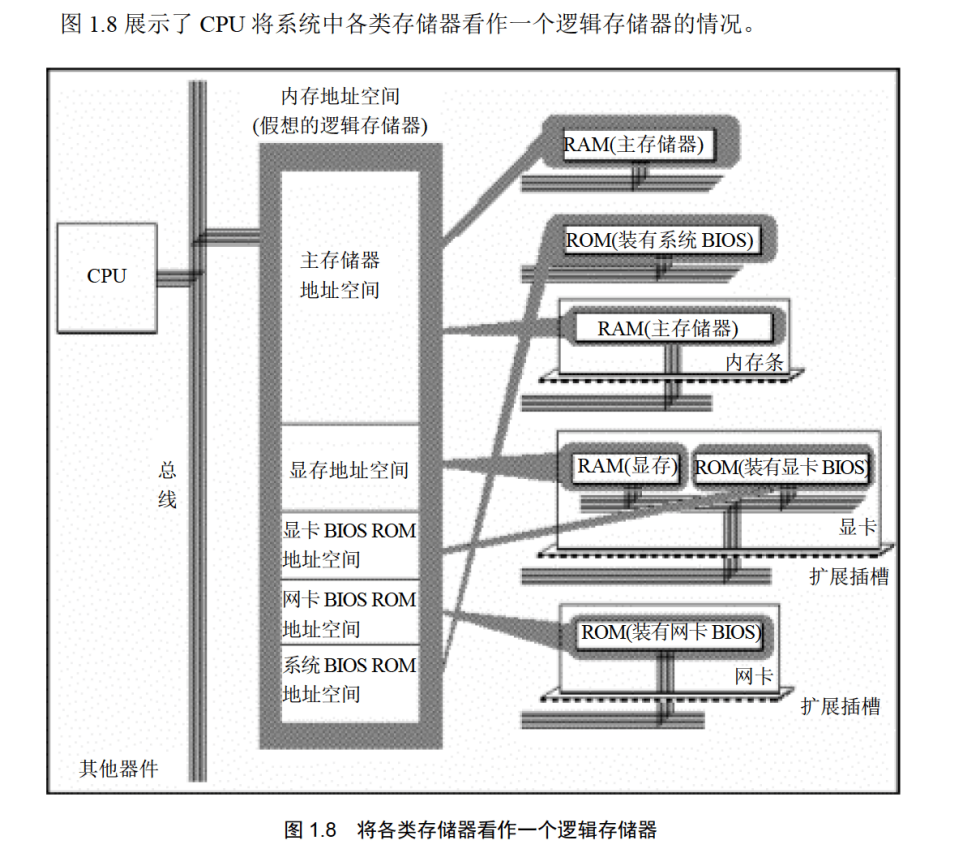 图 1.8 展示了 CPU 将系统中各类存储器看作一个逻辑存储器的情况。
内存地址空间
(假想的逻辑存储器)
CPU
总
线
其他器件
主存储器
地址空间
显存地址空间
显卡 BIOS ROM
地址空间
网卡 BIOS ROM
地址空间
系统 BIOS ROM
地址空间
RAM(主存储器)
ROM(装有系统 BIOS)
RAM(主存储器)
内存条
RAM(显存)
ROM(装有显卡 BIOS)
显卡
扩展插槽
ROM(装有网卡 BIOS)
网卡
扩展插槽
图 1.8 将各类存储器看作一个逻辑存储器